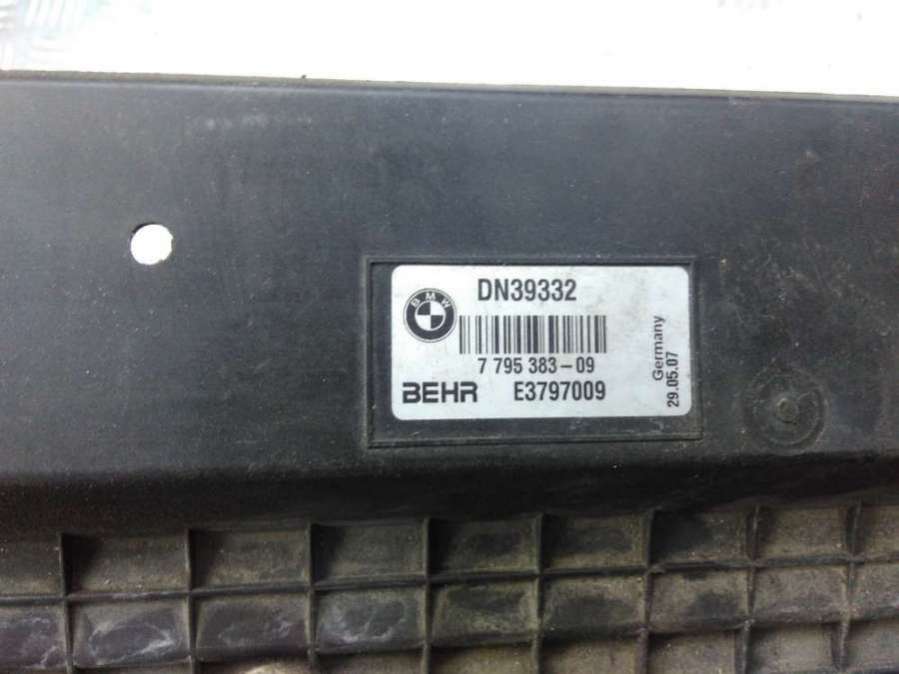 DN39332
BMW
7 795 383-09
BEHR E3797009
Germany
29.05.07